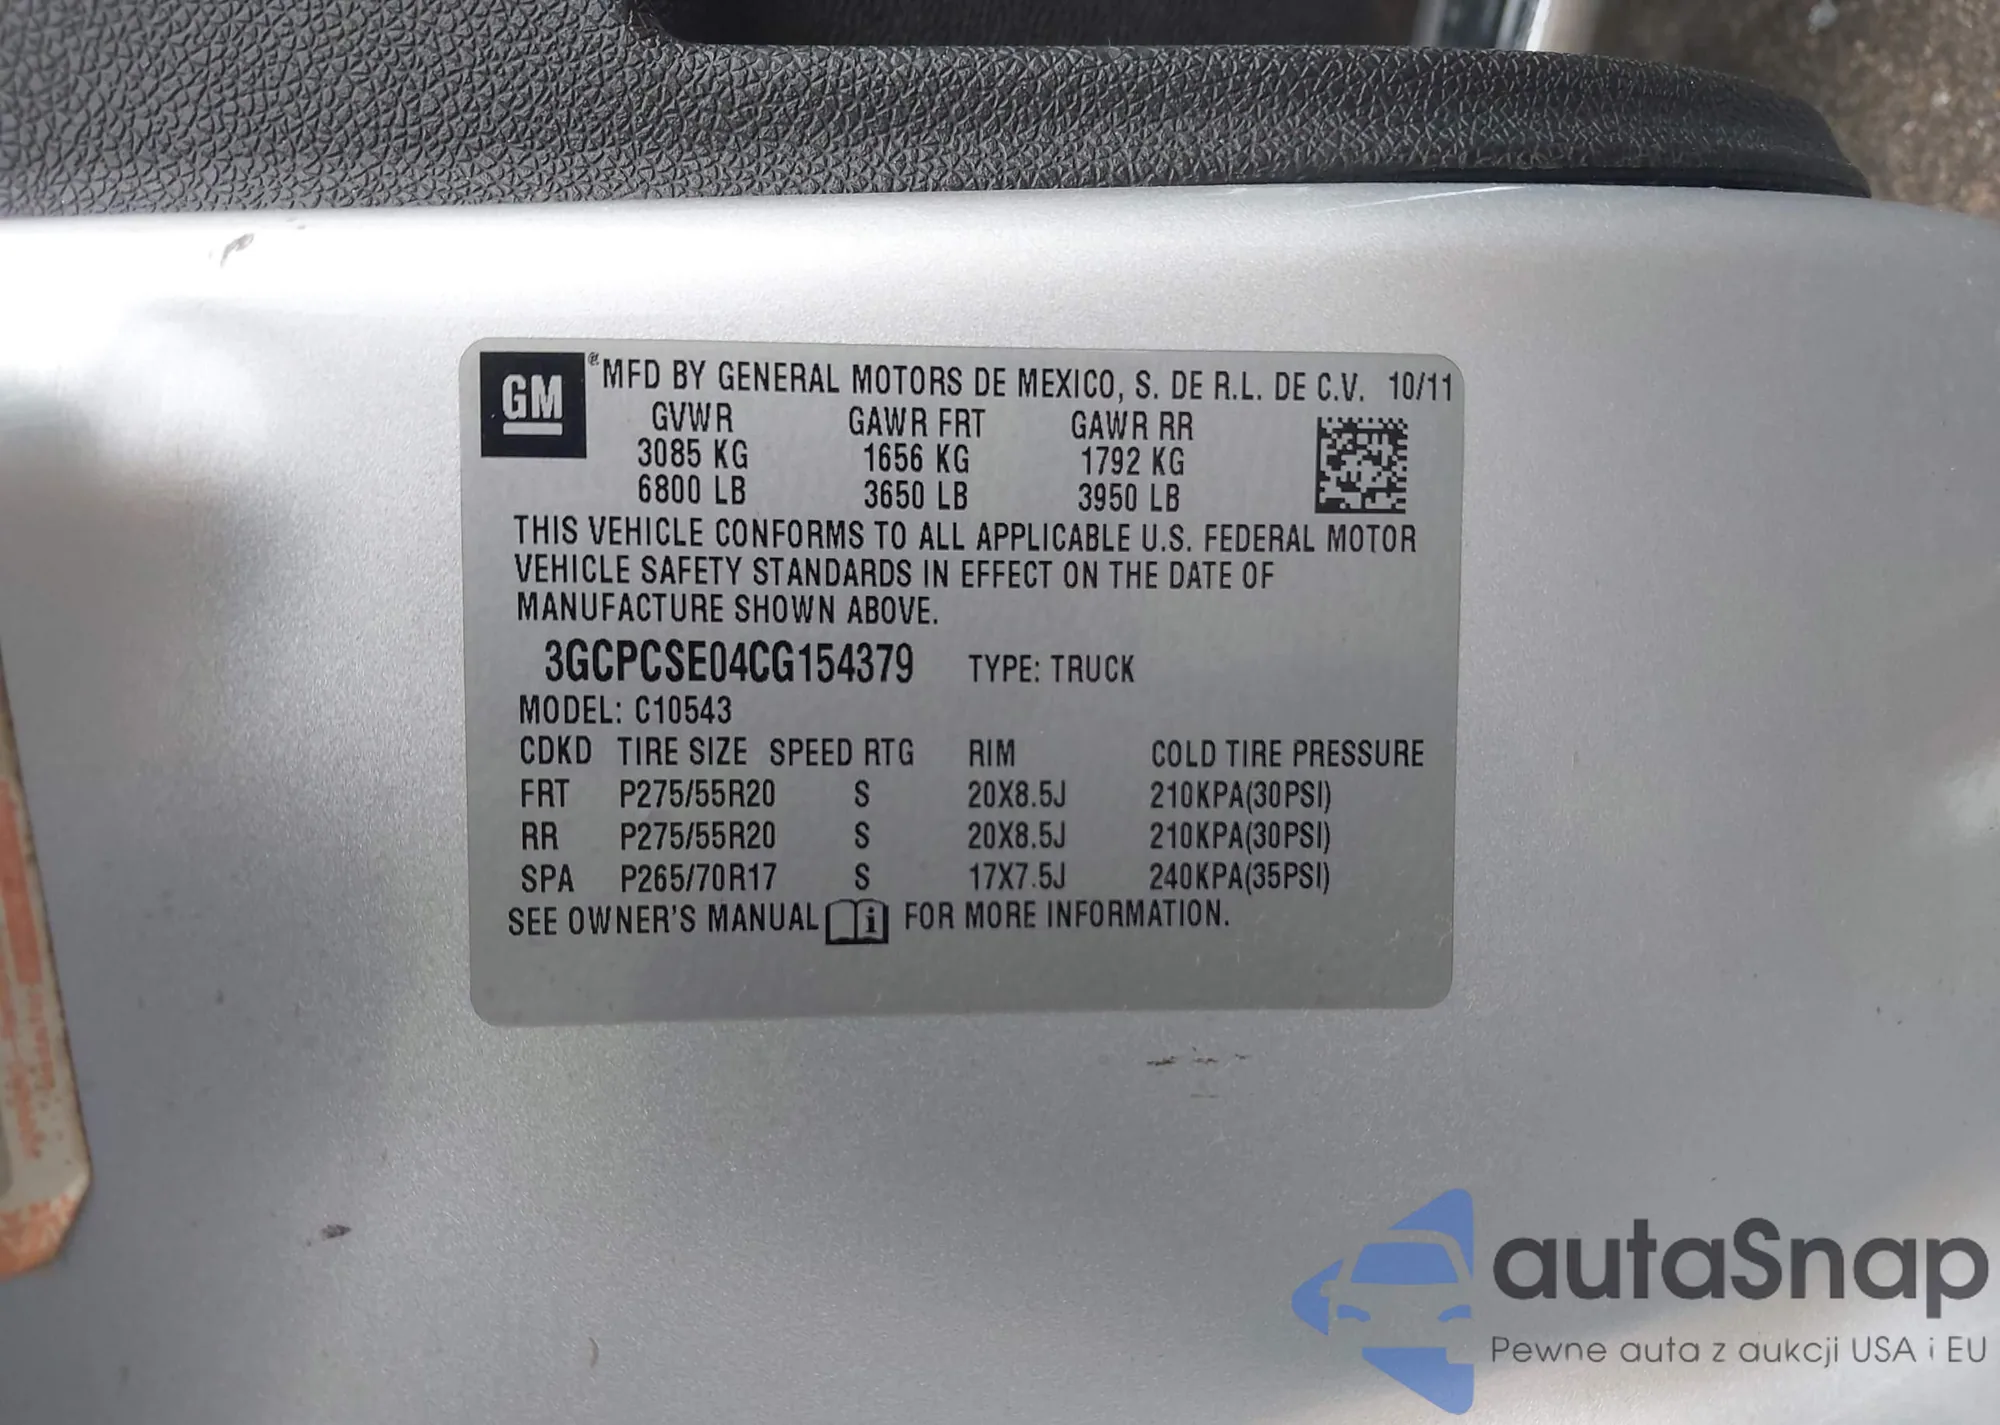 GM ® MFD BY GENERAL MOTORS DE MEXICO, S. DE R.L. DE C.V. 10/11
GVWR GAWR FRT GAWR RR
3085 KG 1656 KG 1792 KG
6800 LB 3650 LB 3950 LB
THIS VEHICLE CONFORMS TO ALL APPLICABLE U.S. FEDERAL MOTOR
VEHICLE SAFETY STANDARDS IN EFFECT ON THE DATE OF
MANUFACTURE SHOWN ABOVE.
3GCPCSE04CG154379 TYPE: TRUCK
MODEL: C10543
CDKD TIRE SIZE SPEED RTG RIM COLD TIRE PRESSURE
FRT P275/55R20 S 20X8.5J 210KPA(30PSI)
RR P275/55R20 S 20X8.5J 210KPA(30PSI)
SPA P265/70R17 S 17X7.5J 240KPA(35PSI)
SEE OWNER'S MANUAL i FOR MORE INFORMATION.
autaSnap
Pewne auta z aukcji USA i EU